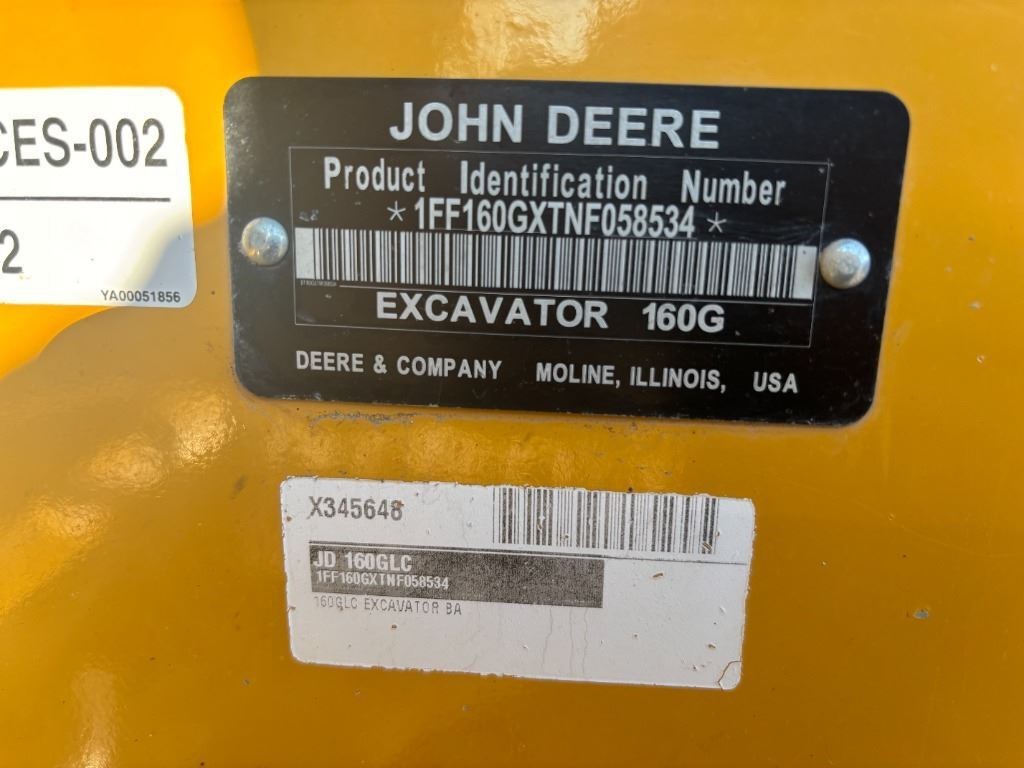 CES-002
2
YA00051856
JOHN DEERE
Product Identification Number
*1FF160GXTNF058534*
EXCAVATOR 160G
DEERE & COMPANY MOLINE, ILLINOIS, USA
X345648
JD 160GLC
1FF160GXTNF058534
160GLC EXCAVATOR BA